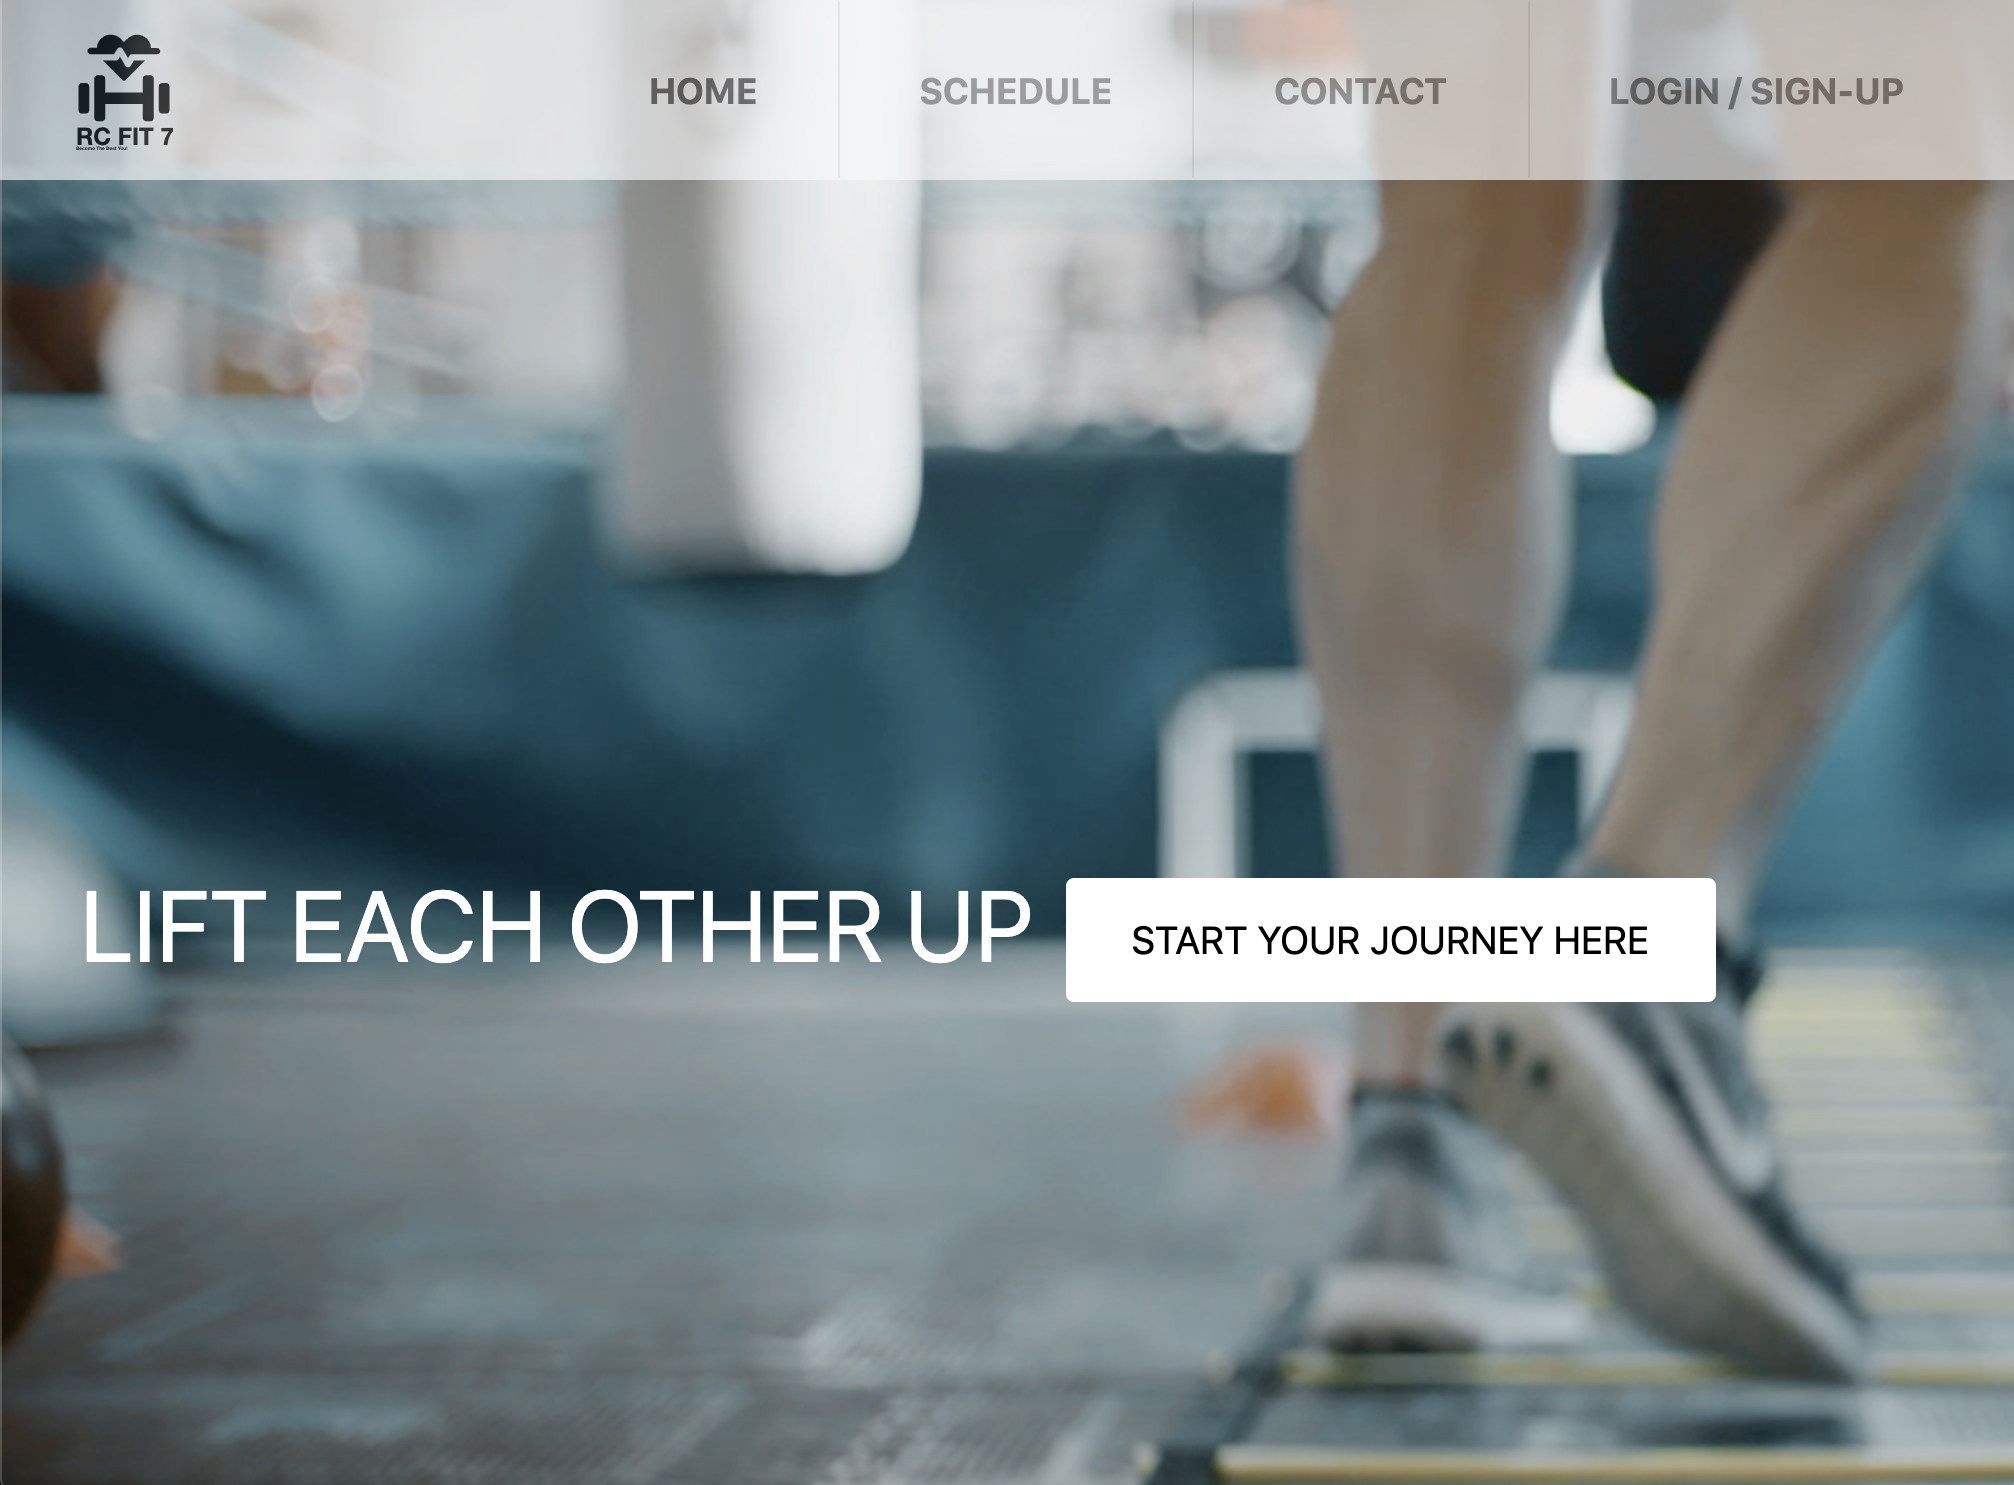 RC FIT 7
Become The Best You!
HOME
SCHEDULE
CONTACT
LOGIN / SIGN-UP
LIFT EACH OTHER UP
START YOUR JOURNEY HERE